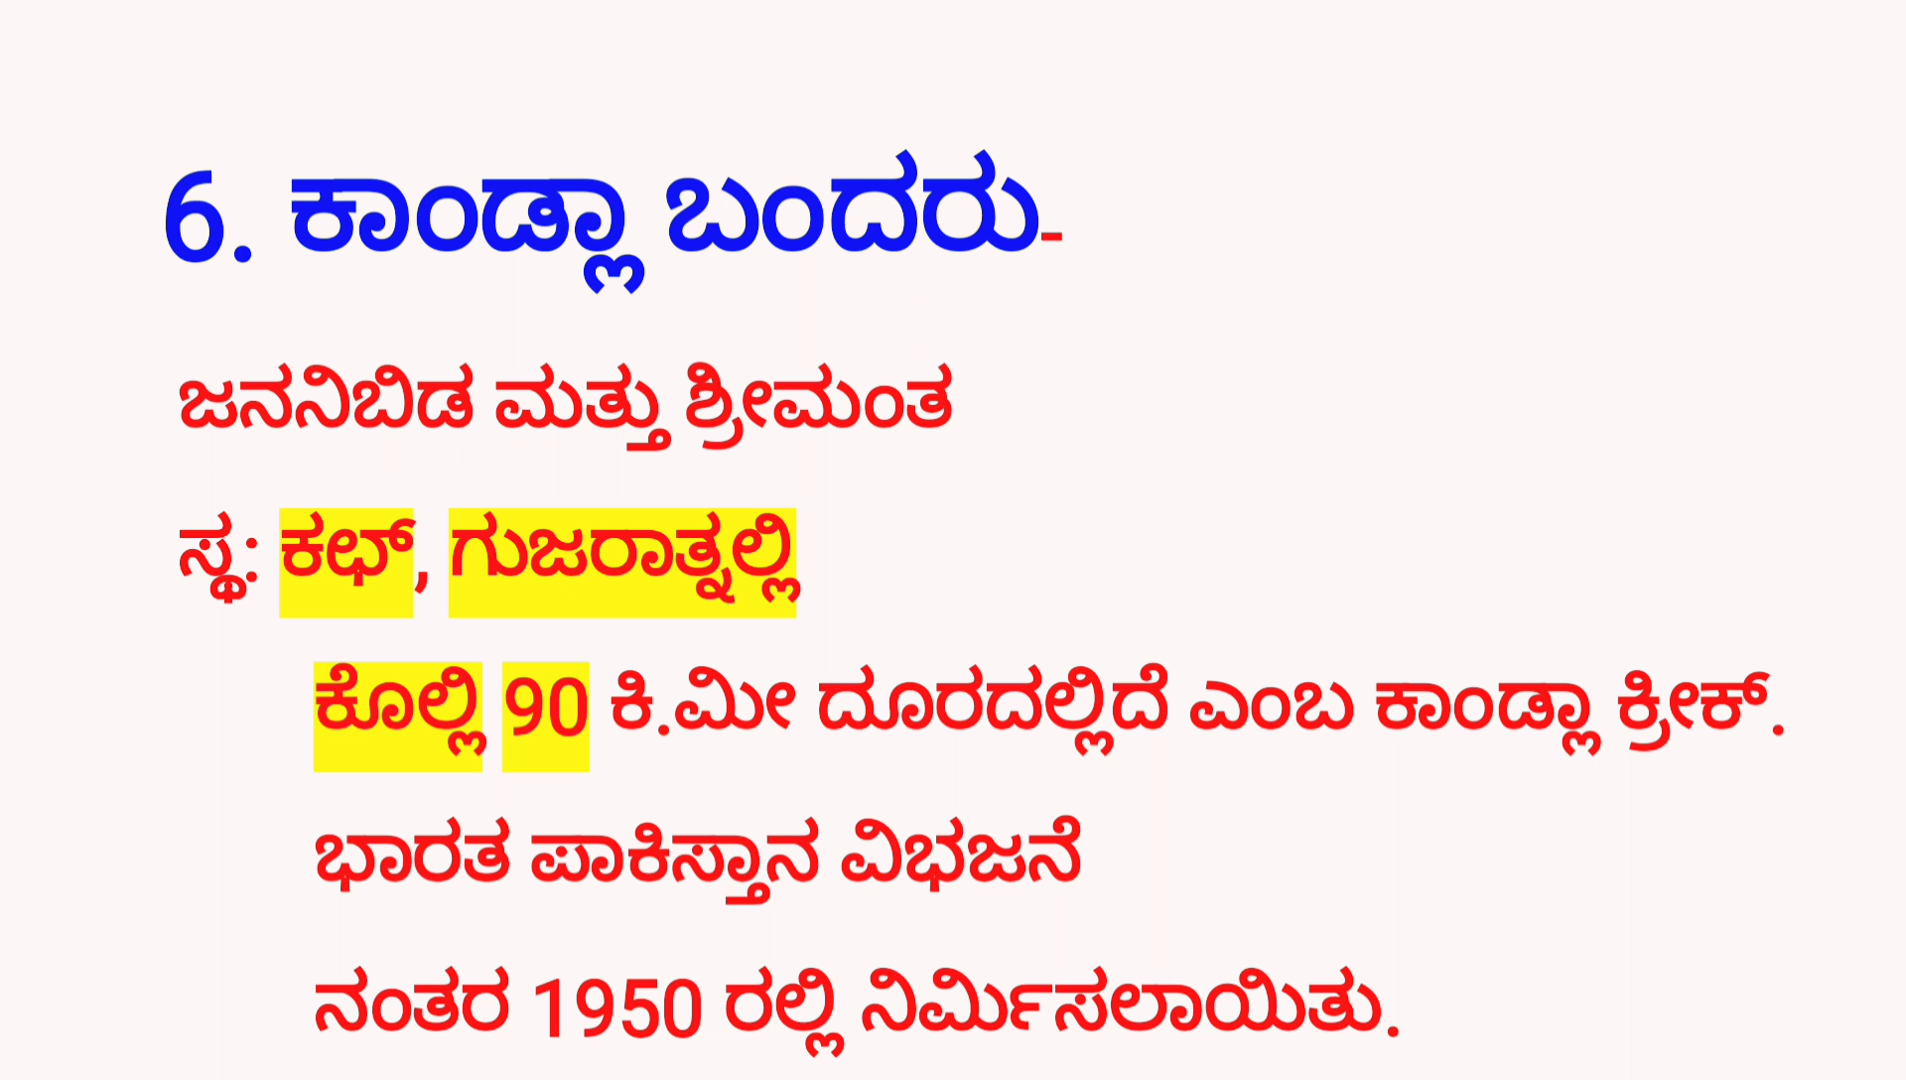 6. ಕಾಂಡ್ಲಾ ಬಂದರು-
ಜನನಿಬಿಡ ಮತ್ತು ಶ್ರೀಮಂತ
ಸ್ಥ: ಕಛ್, ಗುಜರಾತ್ನಲ್ಲಿ
ಕೊಲ್ಲಿ 90 ಕಿ.ಮೀ ದೂರದಲ್ಲಿದೆ ಎಂಬ ಕಾಂಡ್ಲಾ ಕ್ರೀಕ್.
ಭಾರತ ಪಾಕಿಸ್ತಾನ ವಿಭಜನೆ
ನಂತರ 1950 ರಲ್ಲಿ ನಿರ್ಮಿಸಲಾಯಿತು.